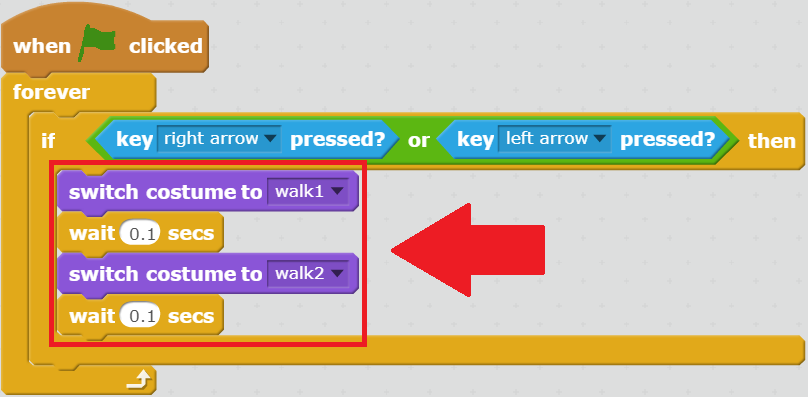 when clicked
forever
if key right arrow pressed? or key left arrow pressed? then
switch costume to walk1
wait 0.1 secs
switch costume to walk2
wait 0.1 secs